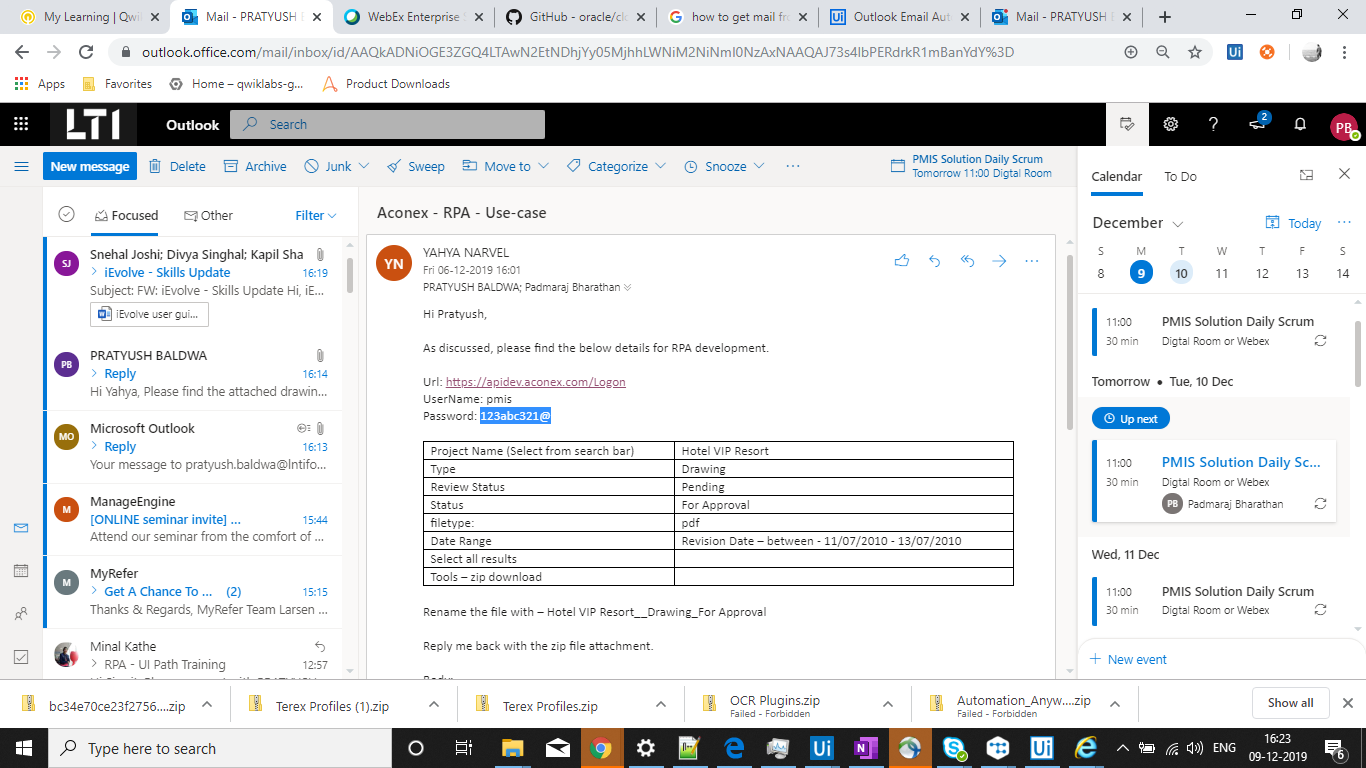 My Learning | Qwi
Mail - PRATYUSH B
WebEx Enterprise S
GitHub - oracle/clo
how to get mail fro
Outlook Email Aut
Mail - PRATYUSH B
outlook.office.com/mail/inbox/id/AAQkADNiOGE3ZGQ4LTAwN2EtNDhjYy05MjhhLWNiM2NiNmI0NzAxNAAQAJ73s4IbPERdrkR1mBanYdY%3D
Apps
Favorites
Home – qwiklabs-g...
Product Downloads
LTI
Outlook
Search
2
PB
New message
Delete
Archive
Junk
Sweep
Move to
Categorize
Snooze
PMIS Solution Daily Scrum
Tomorrow 11:00 Digtal Room
Focused
Other
Filter
SJ
Snehal Joshi; Divya Singhal; Kapil Sha
iEvolve - Skills Update
16:19
Subject: FW: iEvolve - Skills Update Hi, iE...
iEvolve user gui...
PB
PRATYUSH BALDWA
Reply
16:14
Hi Yahya, Please find the attached drawin...
MO
Microsoft Outlook
Reply
16:13
Your message to pratyush.baldwa@lntifo...
M
ManageEngine
[ONLINE seminar invite] ...
15:44
Attend our seminar from the comfort of ...
M
MyRefer
Get A Chance To ...
(2)
15:15
Thanks & Regards, MyRefer Team Larsen ...
Minal Kathe
RPA - UI Path Training
12:57
Aconex - RPA - Use-case
YN
YAHYA NARVEL
Fri 06-12-2019 16:01
PRATYUSH BALDWA; Padmaraj Bharathan
Hi Pratyush,
As discussed, please find the below details for RPA development.
Url: https://apidev.aconex.com/Logon
UserName: pmis
Password: 123abc321@
Project Name (Select from search bar) Hotel VIP Resort
Type Drawing
Review Status Pending
Status For Approval
filetype: pdf
Date Range Revision Date – between - 11/07/2010 - 13/07/2010
Select all results
Tools – zip download
Rename the file with – Hotel VIP Resort__Drawing_For Approval
Reply me back with the zip file attachment.
Calendar
To Do
December
Today
S M T W T F S
8 9 10 11 12 13 14
11:00 PMIS Solution Daily Scrum
30 min Digtal Room or Webex
Tomorrow • Tue, 10 Dec
Up next
11:00 PMIS Solution Daily Sc...
30 min Digtal Room or Webex
PB Padmaraj Bharathan
Wed, 11 Dec
11:00 PMIS Solution Daily Scrum
30 min Digtal Room or Webex
New event
bc34e70ce23f2756....zip
Terex Profiles (1).zip
Terex Profiles.zip
OCR Plugins.zip
Failed - Forbidden
Automation_Anyw....zip
Failed - Forbidden
Show all
Type here to search
ENG
16:23
09-12-2019
6